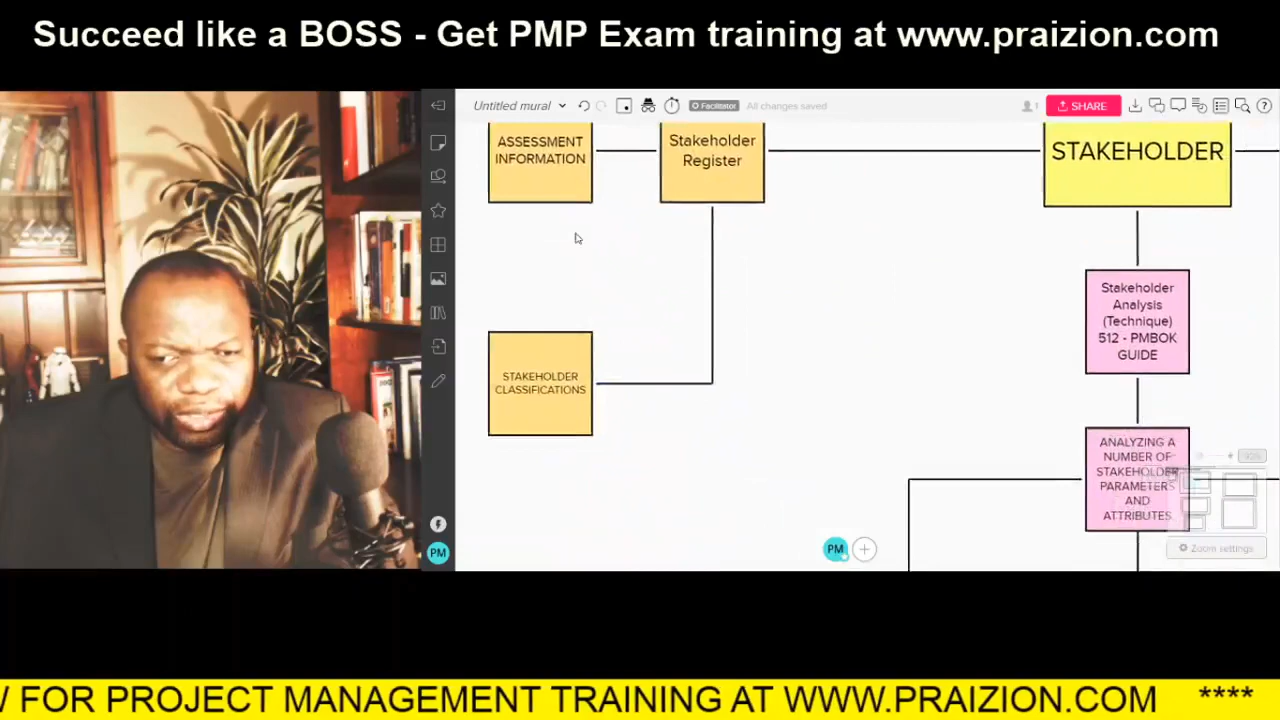 Succeed like a BOSS - Get PMP Exam training at www.praizion.com
Untitled mural
Facilitator
All changes saved
SHARE
ASSESSMENT
INFORMATION
Stakeholder
Register
STAKEHOLDER
Stakeholder
Analysis
(Technique)
512 - PMBOK
GUIDE
STAKEHOLDER
CLASSIFICATIONS
ANALYZING A
NUMBER OF
STAKEHOLDER
PARAMETERS
AND
ATTRIBUTES
Zoom settings
PM
PM
FOR PROJECT MANAGEMENT TRAINING AT WWW.PRAIZION.COM ****